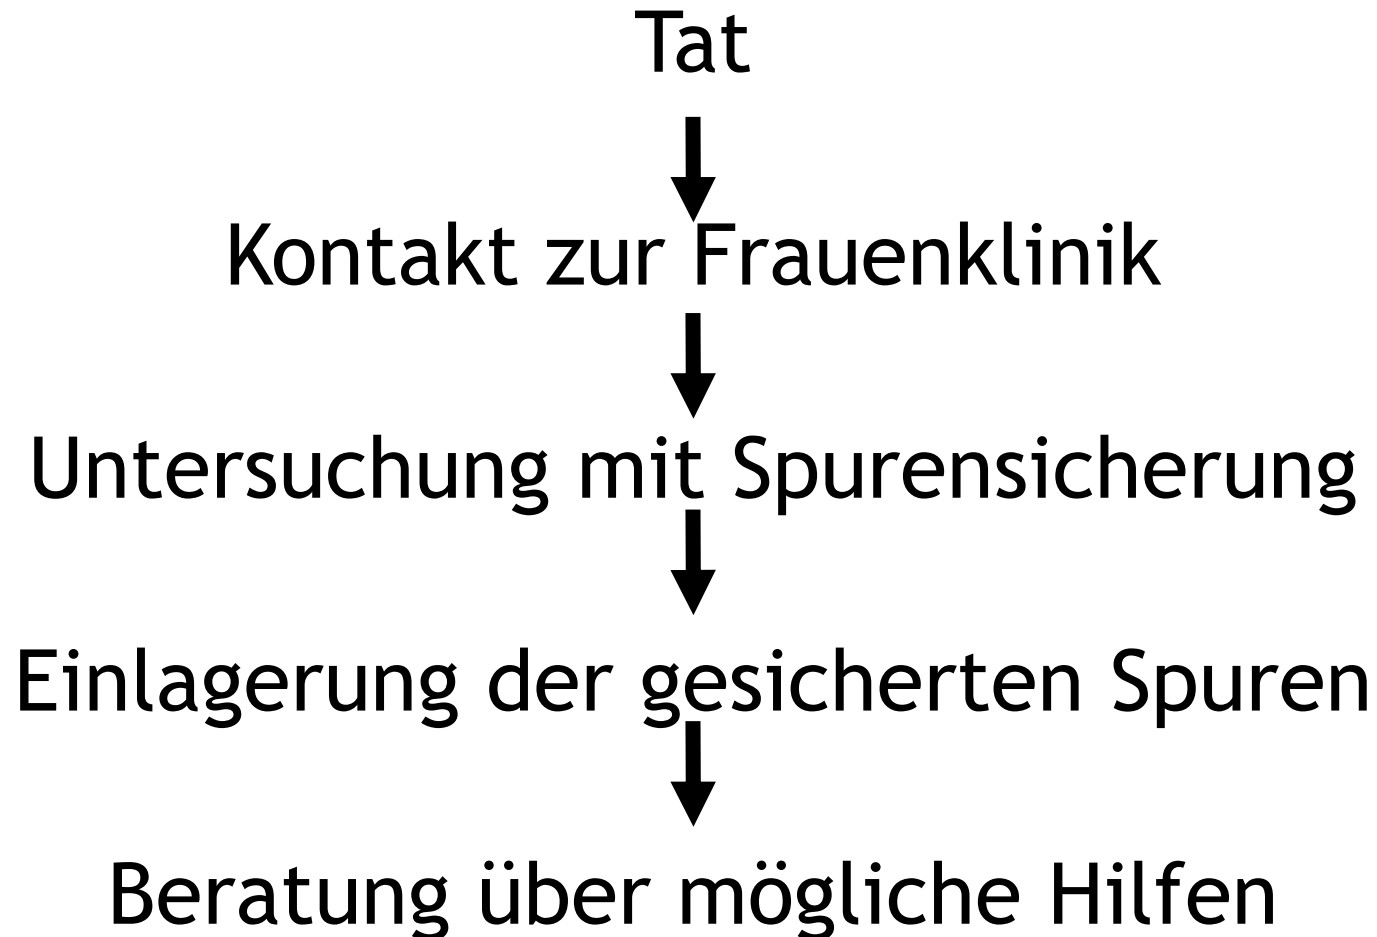 Tat
Kontakt zur Frauenklinik
Untersuchung mit Spurensicherung
Einlagerung der gesicherten Spuren
Beratung über mögliche Hilfen